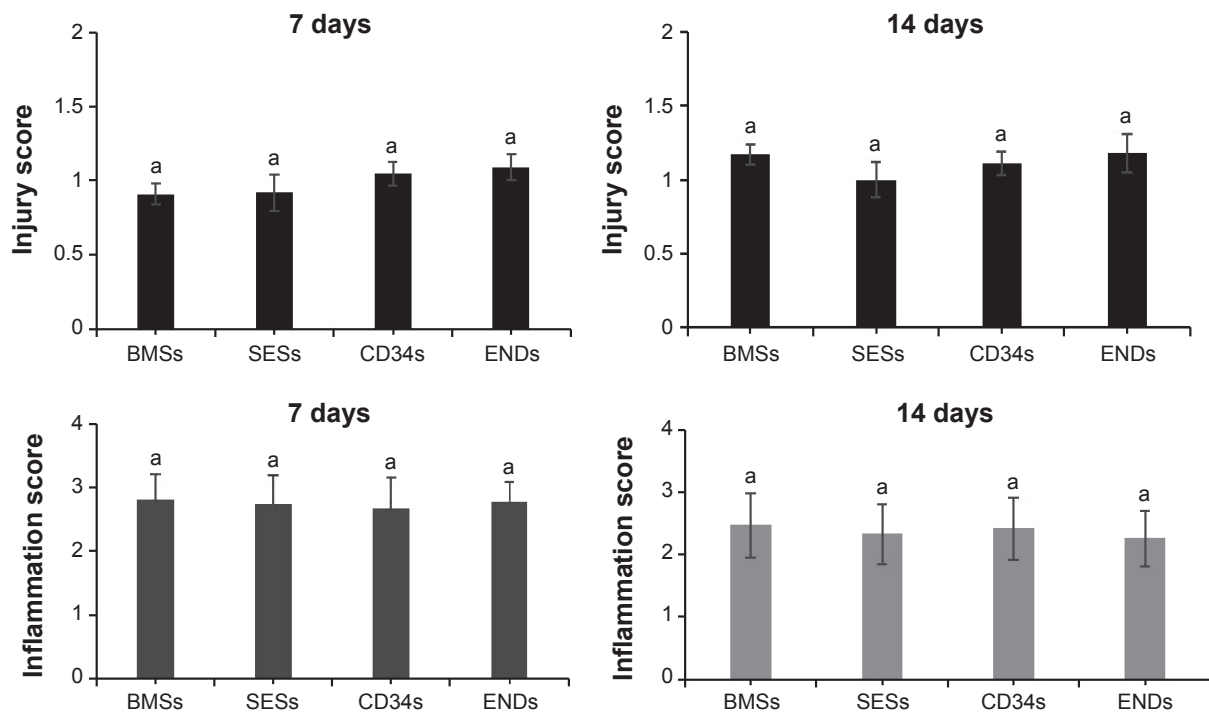 7 days
Injury score
2
1.5
1
0.5
0
a
a
a
a
BMSs
SESs
CD34s
ENDs
14 days
Injury score
2
1.5
1
0.5
0
a
a
a
a
BMSs
SESs
CD34s
ENDs
7 days
Inflammation score
4
3
2
1
0
a
a
a
a
BMSs
SESs
CD34s
ENDs
14 days
Inflammation score
4
3
2
1
0
a
a
a
a
BMSs
SESs
CD34s
ENDs